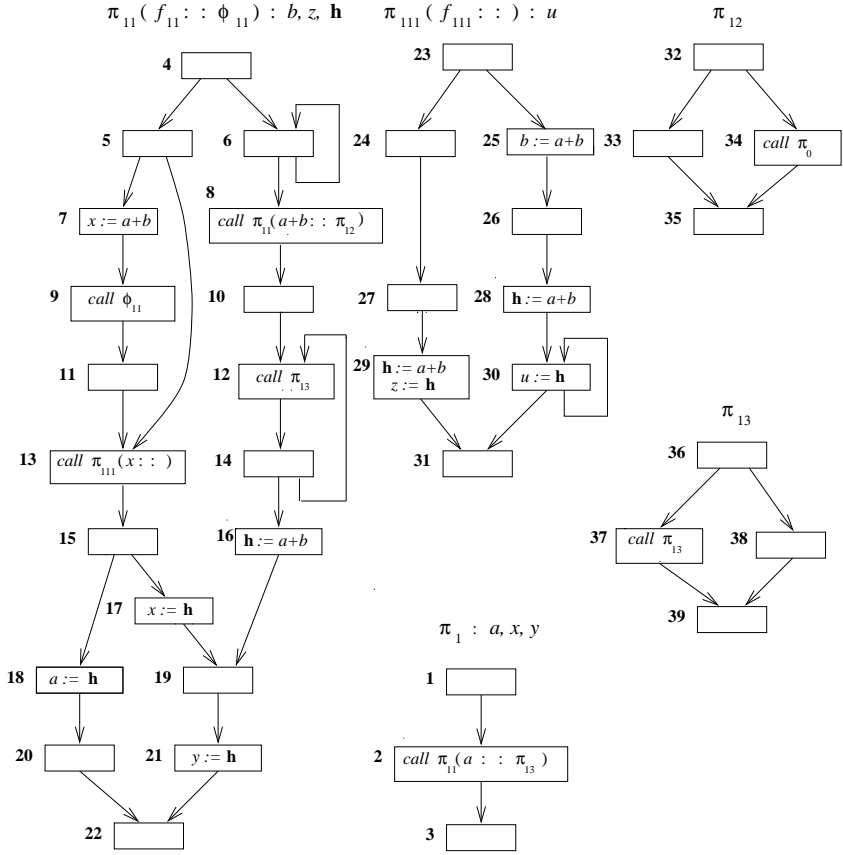 π₁₁( f₁₁ : : ϕ₁₁ ) : b, z, h
π₁₁₁( f₁₁₁ : : ) : u
π₁₂
4
23
32
5
6
24
25 b := a+b
33
34 call π₀
7 x := a+b
8 call π₁₁(a+b : : π₁₂)
26
35
9 call ϕ₁₁
10
27
28 h := a+b
11
12 call π₁₃
29 h := a+b
z := h
30 u := h
π₁₃
13 call π₁₁₁(x : : )
14
31
36
15
16 h := a+b
37 call π₁₃
38
17 x := h
39
π₁ : a, x, y
18 a := h
19
1
20
21 y := h
2 call π₁₁(a : : π₁₃)
22
3